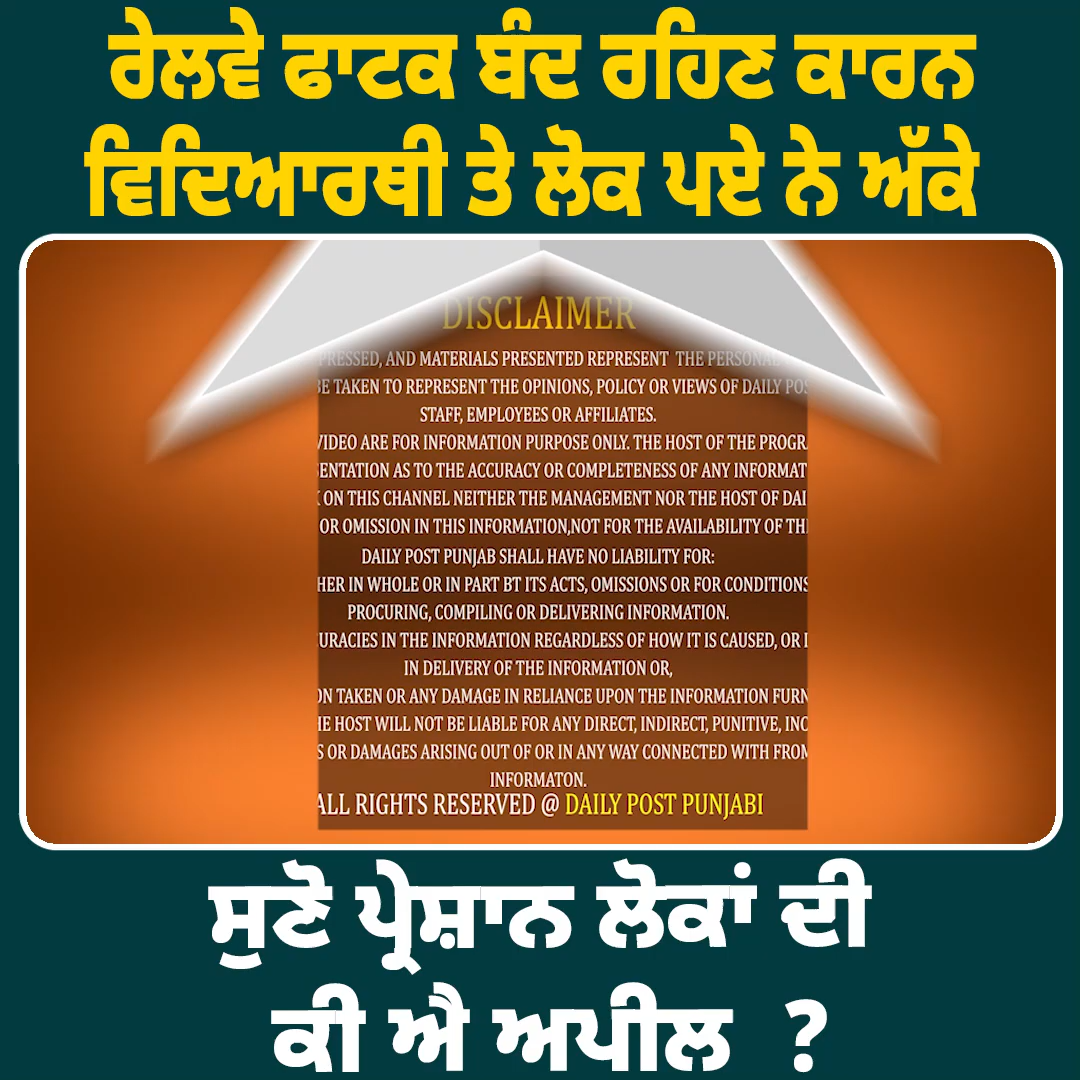 ਰੇਲਵੇ ਫਾਟਕ ਬੰਦ ਰਹਿਣ ਕਾਰਨ
ਵਿਦਿਆਰਥੀ ਤੇ ਲੋਕ ਪਏ ਨੇ ਅੱਕੇ
DISCLAIMER
PRESSED, AND MATERIALS PRESENTED REPRESENT THE PERSONAL
BE TAKEN TO REPRESENT THE OPINIONS, POLICY OR VIEWS OF DAILY POS
STAFF, EMPLOYEES OR AFFILIATES.
VIDEO ARE FOR INFORMATION PURPOSE ONLY. THE HOST OF THE PROGR
SENTATION AS TO THE ACCURACY OR COMPLETENESS OF ANY INFORMAT
ON THIS CHANNEL NEITHER THE MANAGEMENT NOR THE HOST OF DAI
OR OMISSION IN THIS INFORMATION,NOT FOR THE AVAILABILITY OF TH
DAILY POST PUNJAB SHALL HAVE NO LIABILITY FOR:
HER IN WHOLE OR IN PART BT ITS ACTS, OMISSIONS OR FOR CONDITIONS
PROCURING, COMPILING OR DELIVERING INFORMATION.
URACIES IN THE INFORMATION REGARDLESS OF HOW IT IS CAUSED, OR
IN DELIVERY OF THE INFORMATION OR,
ON TAKEN OR ANY DAMAGE IN RELIANCE UPON THE INFORMATION FURN
HE HOST WILL NOT BE LIABLE FOR ANY DIRECT, INDIRECT, PUNITIVE, INC
S OR DAMAGES ARISING OUT OF OR IN ANY WAY CONNECTED WITH FROM
INFORMATON.
ALL RIGHTS RESERVED @ DAILY POST PUNJABI
ਸੁਣੋ ਪ੍ਰੇਸ਼ਾਨ ਲੋਕਾਂ ਦੀ
ਕੀ ਐ ਅਪੀਲ ?